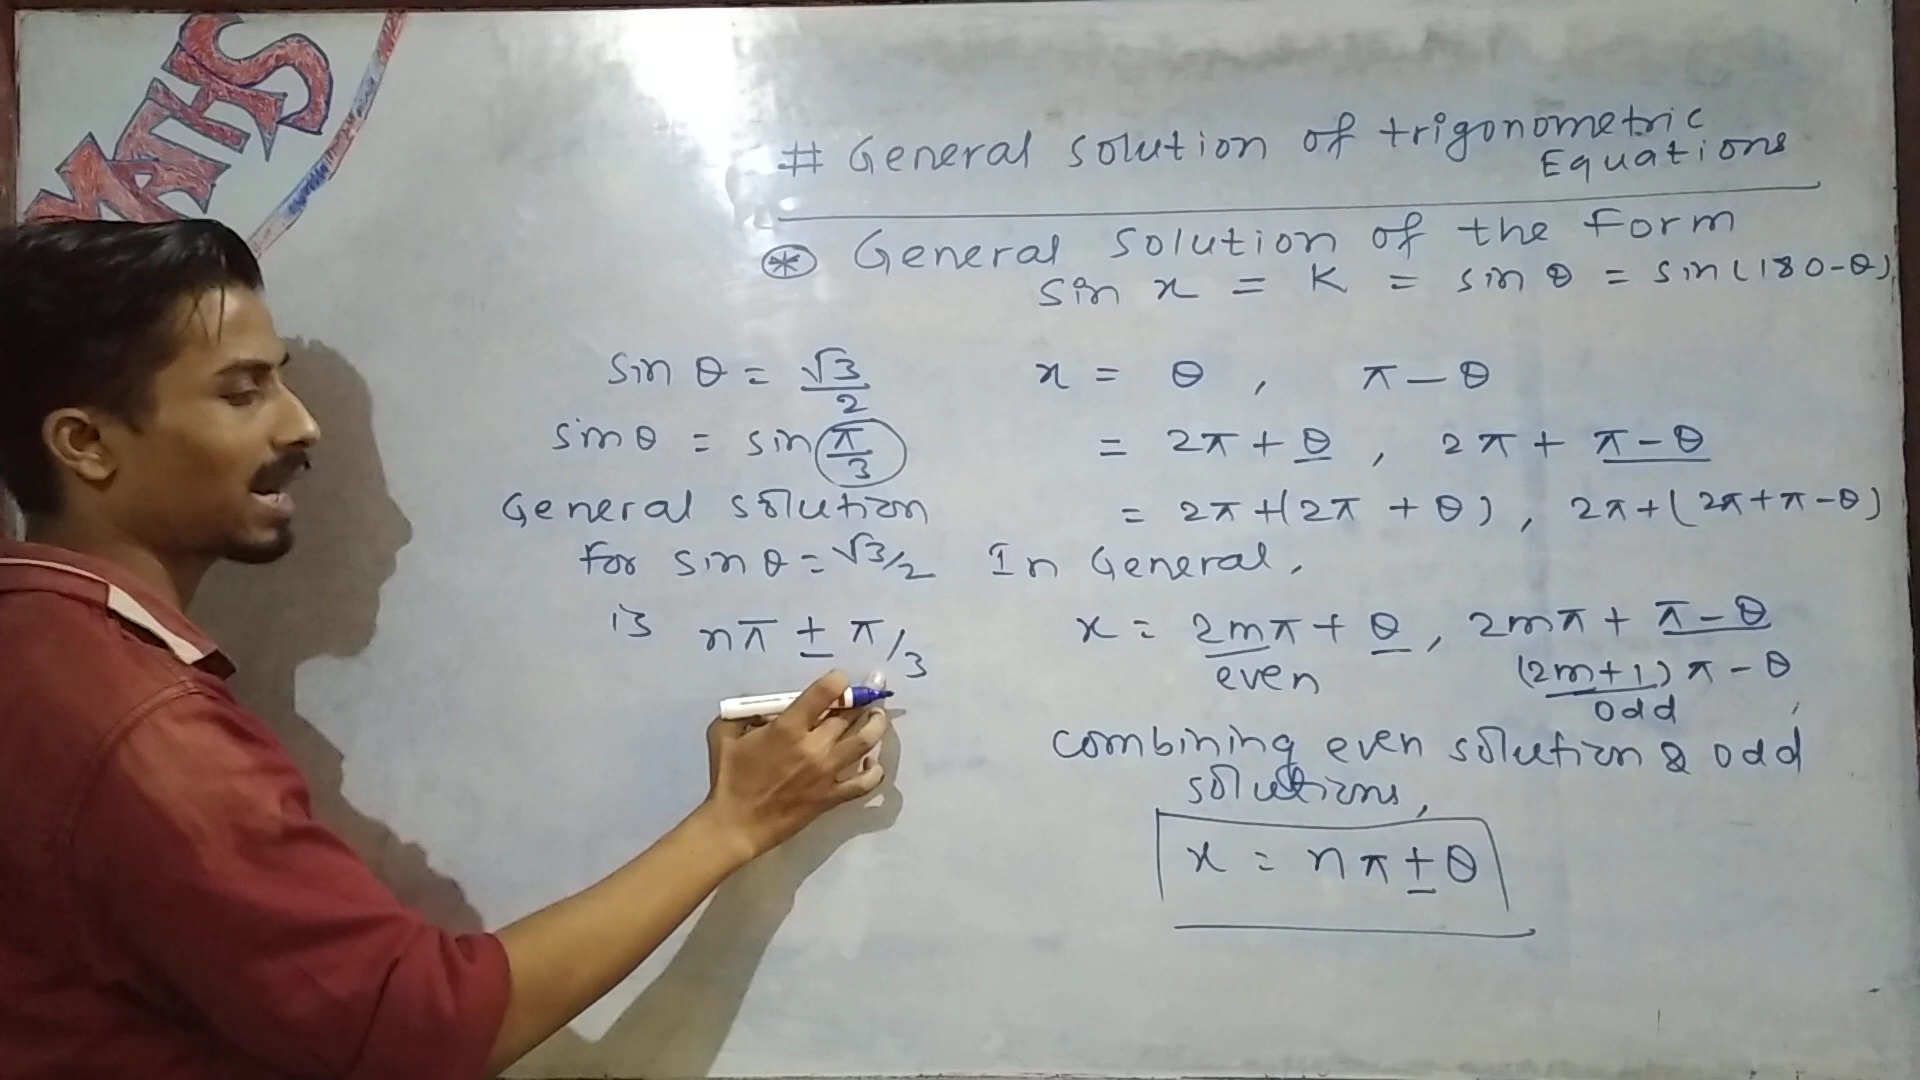 MATHS
# General solution of trigonometric
Equations
* General solution of the form
sin x = K = sin θ = sin(180-θ)
sin θ = √3/2
sin θ = sin π/3
General solution
for sin θ = √3/2
is nπ ± π/3
x = θ , π - θ
= 2π + θ , 2π + π - θ
= 2π + (2π + θ) , 2π + (2π + π - θ)
In General,
x = 2mπ + θ , 2mπ + π - θ
even (2m+1)π - θ
odd ,
combining even solution & odd
solutions,
x = nπ ± θ